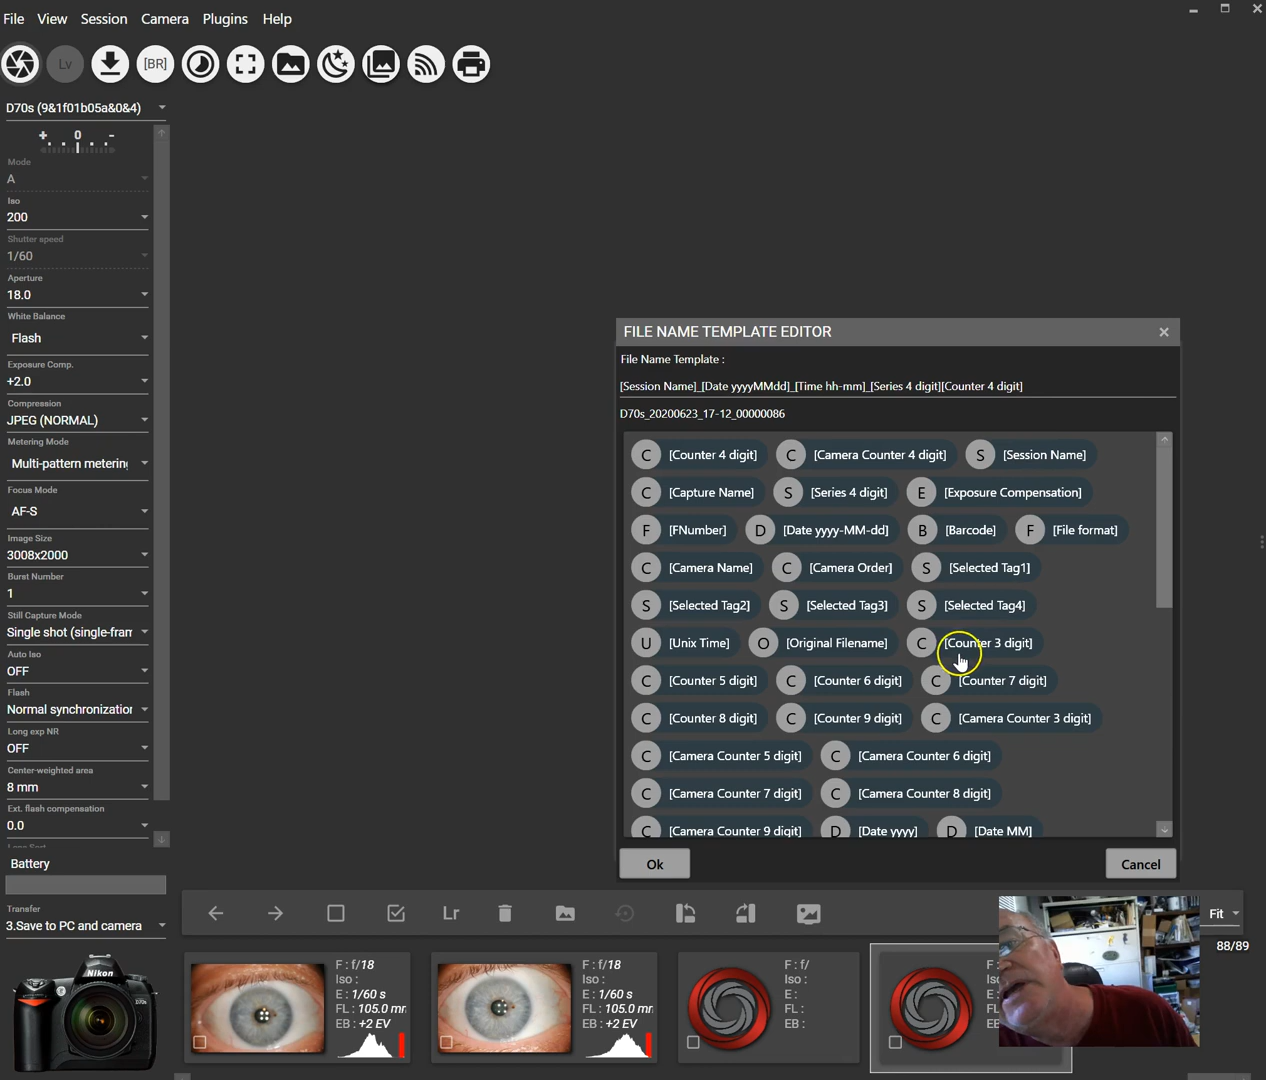 File View Session Camera Plugins Help
Lv [BR]
D70s (9&1f01b05a&0&4)
+ 0 -
Mode
A
Iso
200
Shutter speed
1/60
Aperture
18.0
White Balance
Flash
Exposure Comp.
+2.0
Compression
JPEG (NORMAL)
Metering Mode
Multi-pattern metering
Focus Mode
AF-S
Image Size
3008x2000
Burst Number
1
Still Capture Mode
Single shot (single-fram
Auto Iso
OFF
Flash
Normal synchronization
Long exp NR
OFF
Center-weighted area
8 mm
Ext. flash compensation
0.0
Battery
Transfer
3.Save to PC and camera
Nikon
D70s
FILE NAME TEMPLATE EDITOR
File Name Template :
[Session Name]_[Date yyyyMMdd]_[Time hh-mm]_[Series 4 digit][Counter 4 digit]
D70s_20200623_17-12_00000086
C [Counter 4 digit] C [Camera Counter 4 digit] S [Session Name]
C [Capture Name] S [Series 4 digit] E [Exposure Compensation]
F [FNumber] D [Date yyyy-MM-dd] B [Barcode] F [File format]
C [Camera Name] C [Camera Order] S [Selected Tag1]
S [Selected Tag2] S [Selected Tag3] S [Selected Tag4]
U [Unix Time] O [Original Filename] C [Counter 3 digit]
C [Counter 5 digit] C [Counter 6 digit] C [Counter 7 digit]
C [Counter 8 digit] C [Counter 9 digit] C [Camera Counter 3 digit]
C [Camera Counter 5 digit] C [Camera Counter 6 digit]
C [Camera Counter 7 digit] C [Camera Counter 8 digit]
C [Camera Counter 9 digit] D [Date yyyy] D [Date MM]
Ok Cancel
Lr
Fit
88/89
F : f/18
Iso :
E : 1/60 s
FL : 105.0 mr
EB : +2 EV
F : f/18
Iso :
E : 1/60 s
FL : 105.0 mr
EB : +2 EV
F : f/
Iso :
E :
FL :
EB :
F:
Iso
E
FL
EB